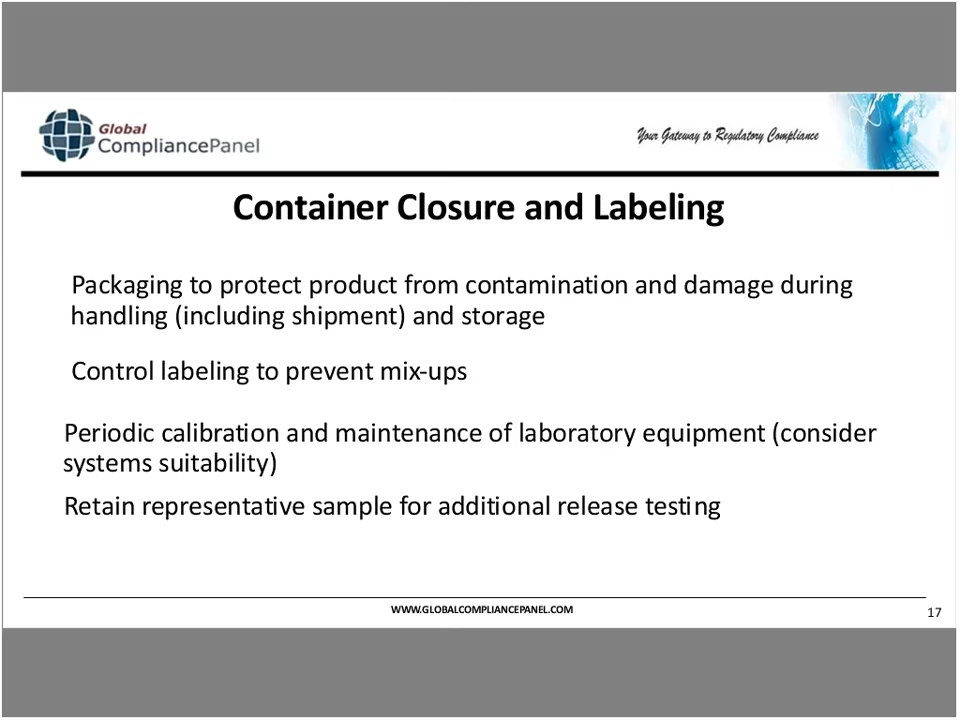 Global
CompliancePanel
Your Gateway to Regulatory Compliance
Container Closure and Labeling
Packaging to protect product from contamination and damage during
handling (including shipment) and storage
Control labeling to prevent mix-ups
Periodic calibration and maintenance of laboratory equipment (consider
systems suitability)
Retain representative sample for additional release testing
WWW.GLOBALCOMPLIANCEPANEL.COM
17